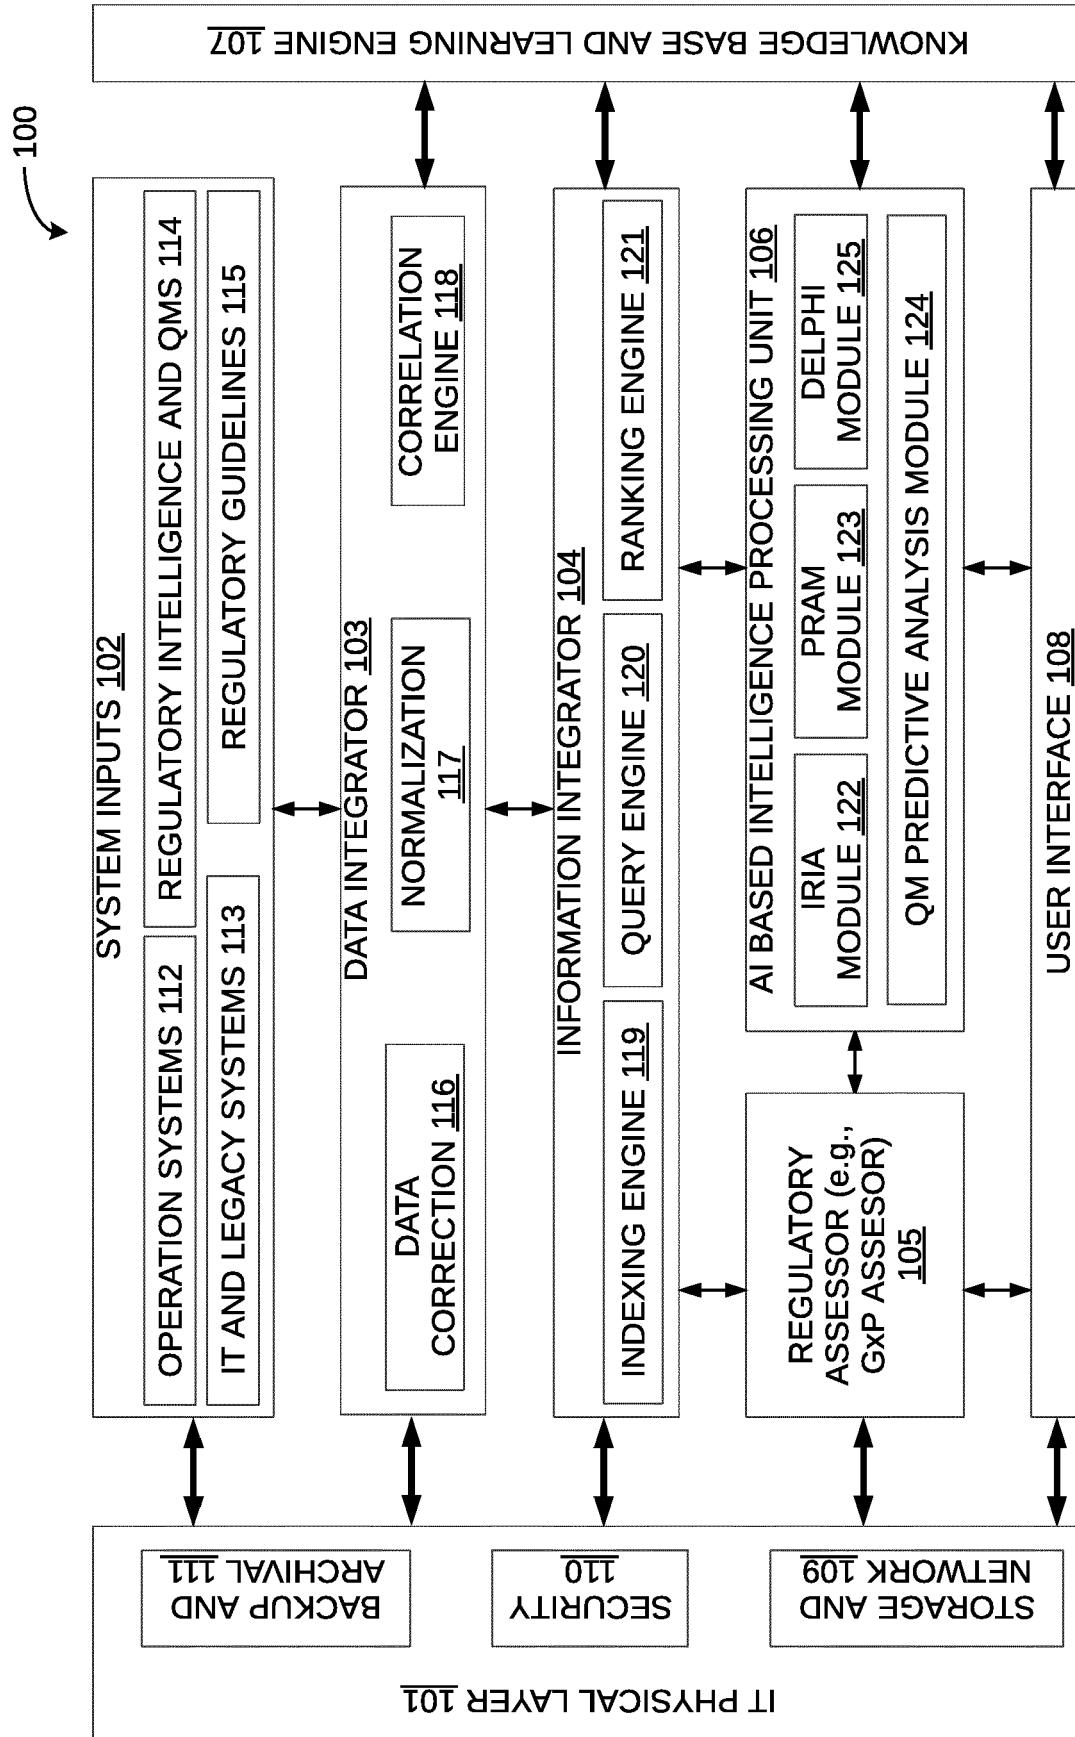 100
SYSTEM INPUTS 102
OPERATION SYSTEMS 112
REGULATORY INTELLIGENCE AND QMS 114
IT AND LEGACY SYSTEMS 113
REGULATORY GUIDELINES 115
DATA INTEGRATOR 103
DATA
CORRECTION 116
NORMALIZATION
117
CORRELATION
ENGINE 118
INFORMATION INTEGRATOR 104
INDEXING ENGINE 119
QUERY ENGINE 120
RANKING ENGINE 121
REGULATORY
ASSESSOR (e.g.,
GxP ASSESSOR)
105
AI BASED INTELLIGENCE PROCESSING UNIT 106
IRIA
MODULE 122
PRAM
MODULE 123
DELPHI
MODULE 125
QM PREDICTIVE ANALYSIS MODULE 124
USER INTERFACE 108
IT PHYSICAL LAYER 101
BACKUP AND
ARCHIVAL 111
SECURITY
110
STORAGE AND
NETWORK 109
KNOWLEDGE BASE AND LEARNING ENGINE 107